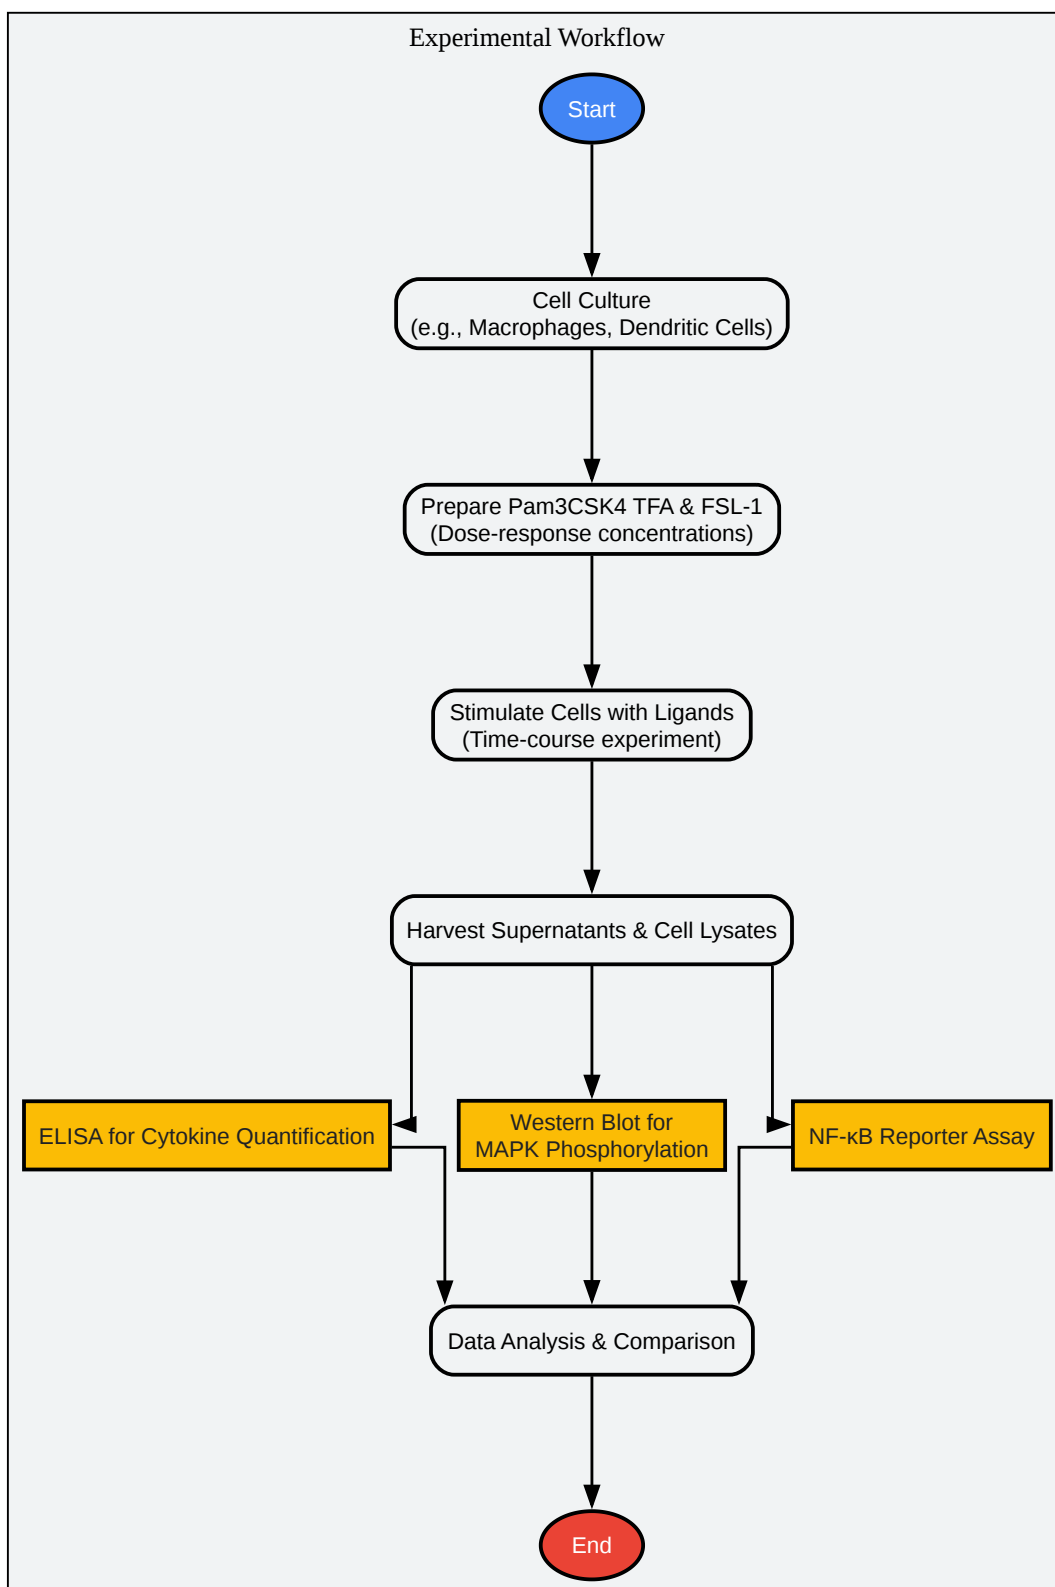 Experimental Workflow
Start
Cell Culture
(e.g., Macrophages, Dendritic Cells)
Prepare Pam3CSK4 TFA & FSL-1
(Dose-response concentrations)
Stimulate Cells with Ligands
(Time-course experiment)
Harvest Supernatants & Cell Lysates
ELISA for Cytokine Quantification
Western Blot for
MAPK Phosphorylation
NF-κB Reporter Assay
Data Analysis & Comparison
End